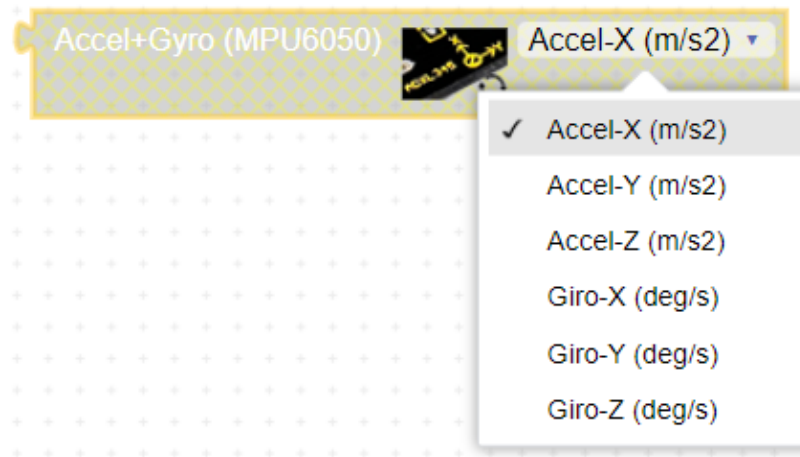 Accel+Gyro (MPU6050) Accel-X (m/s2)
Accel-X (m/s2)
Accel-Y (m/s2)
Accel-Z (m/s2)
Giro-X (deg/s)
Giro-Y (deg/s)
Giro-Z (deg/s)